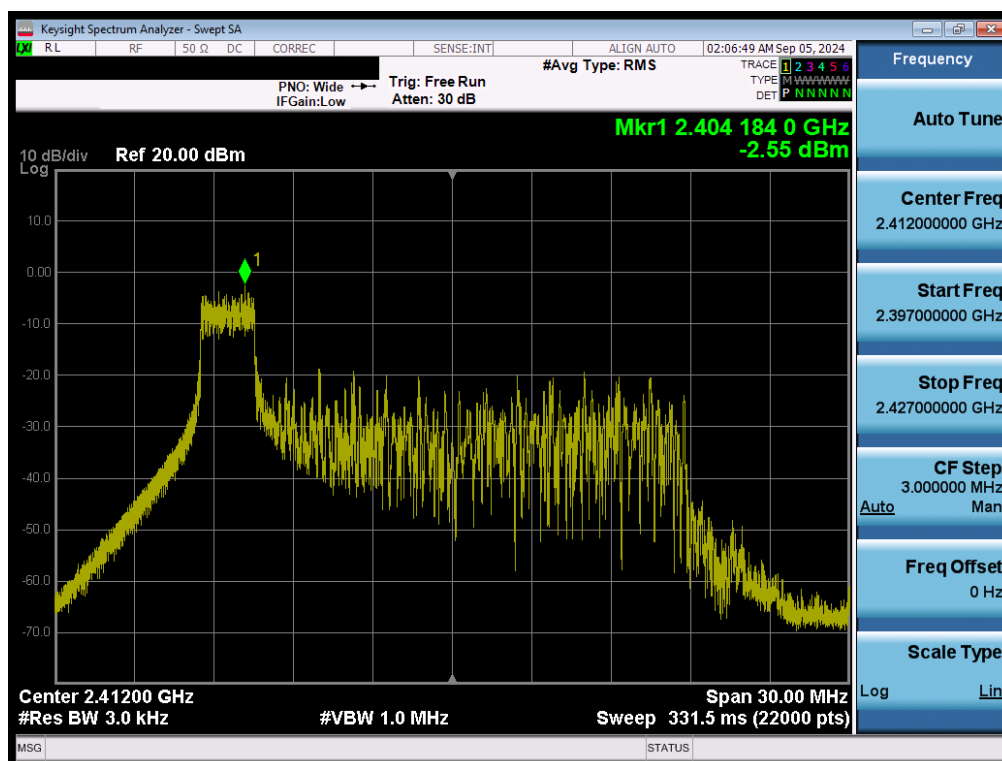 Keysight Spectrum Analyzer - Swept SA
LXI RL RF 50 Ω DC CORREC SENSE:INT ALIGN AUTO 02:06:49 AM Sep 05, 2024
PNO: Wide
IFGain:Low
Trig: Free Run
Atten: 30 dB
#Avg Type: RMS
TRACE 1 2 3 4 5 6
TYPE M W W W W W
DET P N N N N N
Mkr1 2.404 184 0 GHz
-2.55 dBm
10 dB/div Ref 20.00 dBm
Log
1
10.0
0.00
-10.0
-20.0
-30.0
-40.0
-50.0
-60.0
-70.0
Center 2.41200 GHz Span 30.00 MHz
#Res BW 3.0 kHz #VBW 1.0 MHz Sweep 331.5 ms (22000 pts)
MSG STATUS
Frequency
Auto Tune
Center Freq
2.412000000 GHz
Start Freq
2.397000000 GHz
Stop Freq
2.427000000 GHz
CF Step
3.000000 MHz
Auto Man
Freq Offset
0 Hz
Scale Type
Log Lin